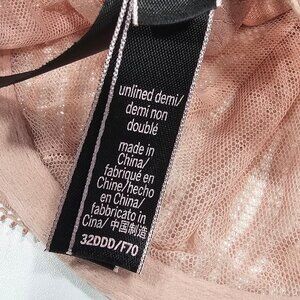 unlined demi/
demi non
doublé
made in
China/
fabriqué en
Chine/hecho
en China/
fabbricato in
Cina/中国制造
32DDD/F70